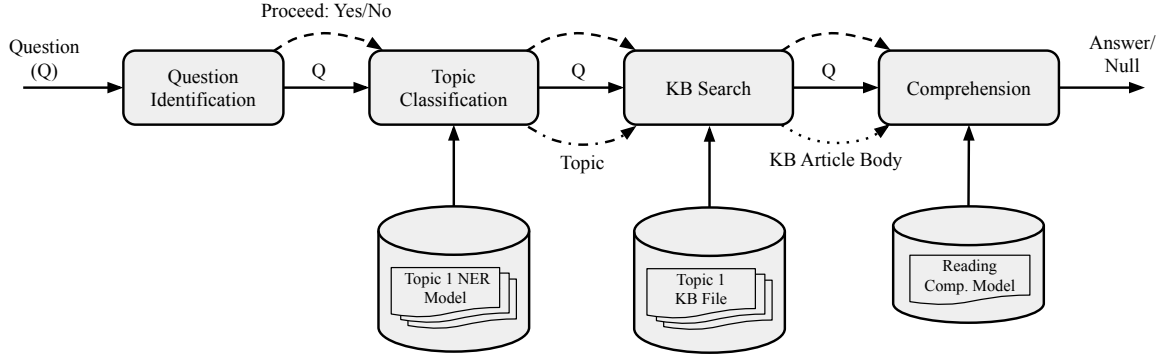 Proceed: Yes/No
Question
(Q)
Question
Identification
Q
Topic
Classification
Q
KB Search
Q
Comprehension
Answer/
Null
Topic
KB Article Body
Topic 1 NER
Model
Topic 1
KB File
Reading
Comp. Model